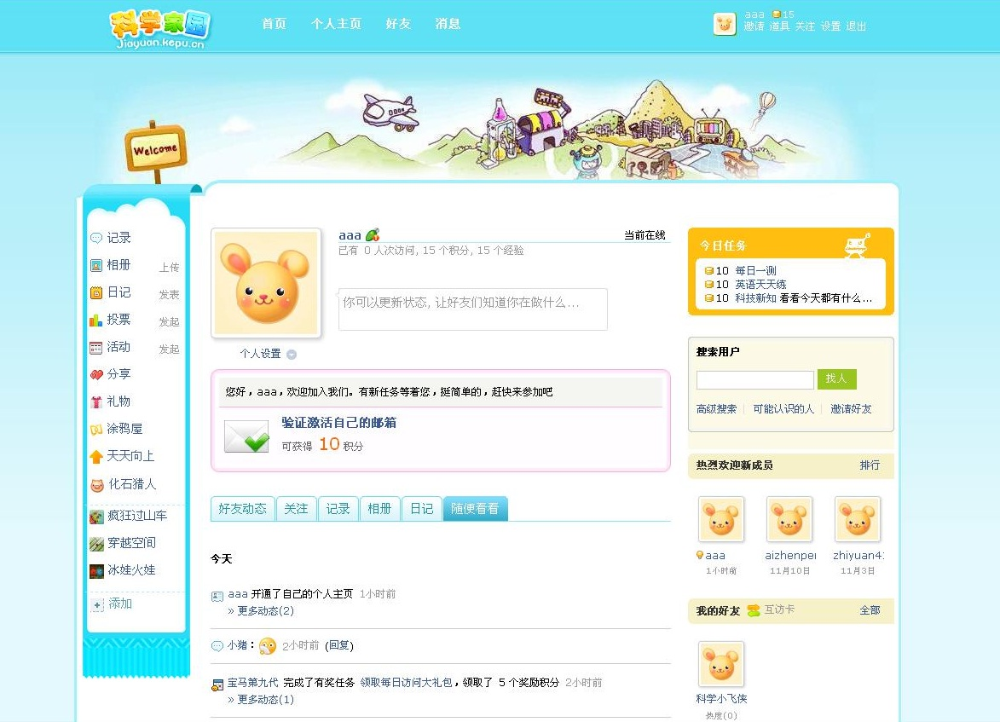 科学家园
Jiayuan.kepu.cn
首页 个人主页 好友 消息
aaa 15
邀请 道具 关注 设置 退出
Welcome
记录
相册 上传
日记 发表
投票 发起
活动 发起
分享
礼物
涂鸦屋
天天向上
化石猎人
疯狂过山车
穿越空间
冰娃火娃
添加
aaa 当前在线
已有 0 人次访问, 15 个积分, 15 个经验
你可以更新状态, 让好友们知道你在做什么...
个人设置
您好，aaa，欢迎加入我们。有新任务等着您，挺简单的，赶快来参加吧
验证激活自己的邮箱
可获得 10 积分
好友动态 关注 记录 相册 日记 随便看看
今天
aaa 开通了自己的个人主页 1小时前
» 更多动态(2)
小猪： 2小时前 (回复)
宝马第九代 完成了有奖任务 领取每日访问大礼包，领取了 5 个奖励积分 2小时前
» 更多动态(1)
今日任务
10 每日一测
10 英语天天练
10 科技新知 看看今天都有什么...
搜索用户
找人
高级搜索 可能认识的人 邀请好友
热烈欢迎新成员 排行
aaa aizhenpei zhiyuan41
1小时前 11月10日 11月3日
我的好友 互访卡 全部
科学小飞侠
热度(0)